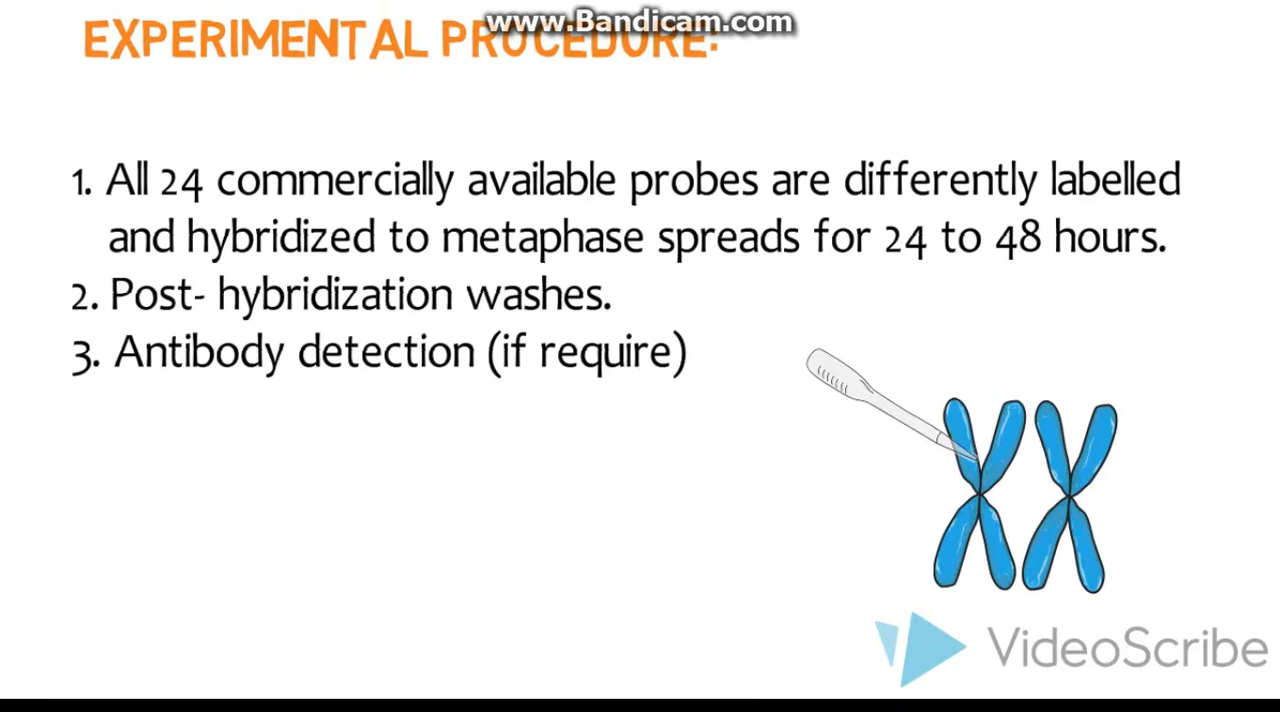 www.Bandicam.com
EXPERIMENTAL PROCEDURE:
1. All 24 commercially available probes are differently labelled
and hybridized to metaphase spreads for 24 to 48 hours.
2. Post- hybridization washes.
3. Antibody detection (if require)
VideoScribe